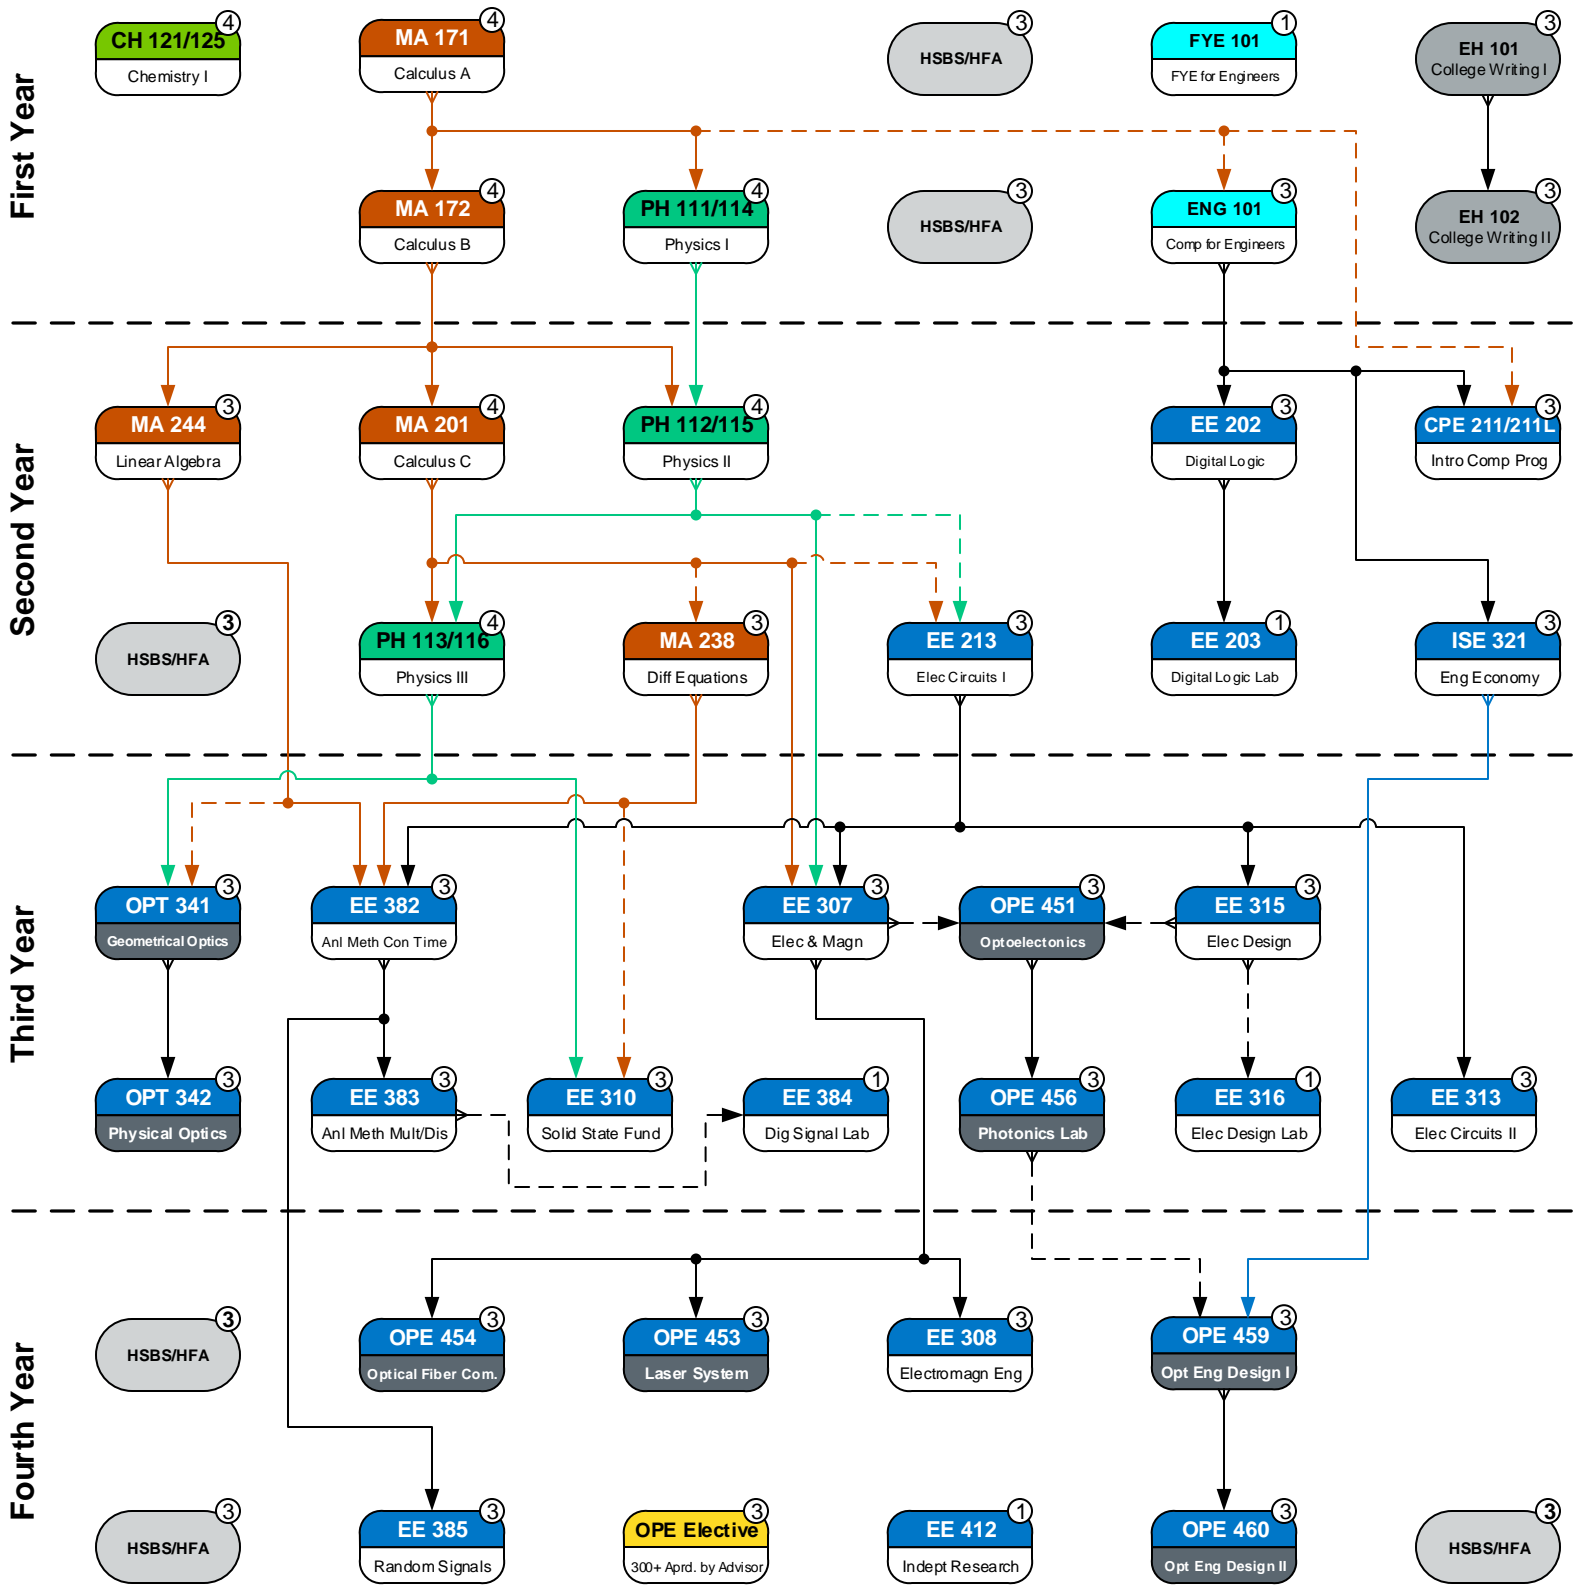 First Year
4
CH 121/125
Chemistry I
4
MA 171
Calculus A
3
HSBS/HFA
1
FYE 101
FYE for Engineers
3
EH 101
College Writing I
4
MA 172
Calculus B
4
PH 111/114
Physics I
3
HSBS/HFA
3
ENG 101
Comp for Engineers
3
EH 102
College Writing II
Second Year
3
MA 244
Linear Algebra
4
MA 201
Calculus C
4
PH 112/115
Physics II
3
EE 202
Digital Logic
3
CPE 211/211L
Intro Comp Prog
3
HSBS/HFA
4
PH 113/116
Physics III
3
MA 238
Diff Equations
3
EE 213
Elec Circuits I
1
EE 203
Digital Logic Lab
3
ISE 321
Eng Economy
Third Year
3
OPT 341
Geometrical Optics
3
EE 382
Anl Meth Con Time
3
EE 307
Elec & Magn
3
OPE 451
Optoelectonics
3
EE 315
Elec Design
3
OPT 342
Physical Optics
3
EE 383
Anl Meth Mult/Dis
3
EE 310
Solid State Fund
1
EE 384
Dig Signal Lab
3
OPE 456
Photonics Lab
1
EE 316
Elec Design Lab
3
EE 313
Elec Circuits II
Fourth Year
3
HSBS/HFA
3
OPE 454
Optical Fiber Com.
3
OPE 453
Laser System
3
EE 308
Electromagn Eng
3
OPE 459
Opt Eng Design I
3
HSBS/HFA
3
EE 385
Random Signals
3
OPE Elective
300+ Aprd. by Advisor
1
EE 412
Indept Research
3
OPE 460
Opt Eng Design II
3
HSBS/HFA